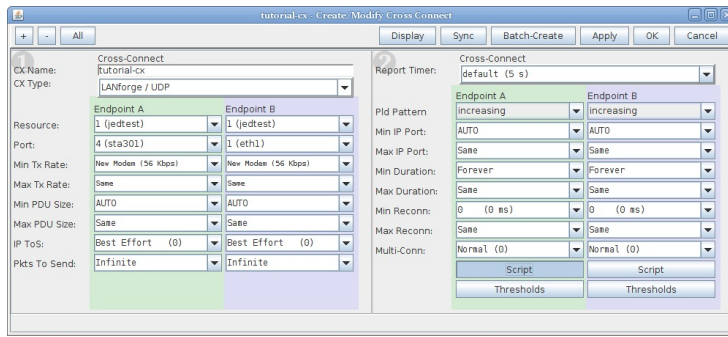 tutorial-cx - Create/Modify Cross Connect
+ - All Display Sync Batch-Create Apply OK Cancel
1
Cross-Connect
CX Name: tutorial-cx
CX Type: LANforge / UDP
Endpoint A Endpoint B
Resource: 1 (jedtest) 1 (jedtest)
Port: 4 (sta301) 1 (eth1)
Min Tx Rate: New Modem (56 Kbps) New Modem (56 Kbps)
Max Tx Rate: Same Same
Min PDU Size: AUTO AUTO
Max PDU Size: Same Same
IP ToS: Best Effort (0) Best Effort (0)
Pkts To Send: Infinite Infinite
2
Cross-Connect
Report Timer: default (5 s)
Endpoint A Endpoint B
Pld Pattern increasing increasing
Min IP Port: AUTO AUTO
Max IP Port: Same Same
Min Duration: Forever Forever
Max Duration: Same Same
Min Reconn: 0 (0 ms) 0 (0 ms)
Max Reconn: Same Same
Multi-Conn: Normal (0) Normal (0)
Script Script
Thresholds Thresholds